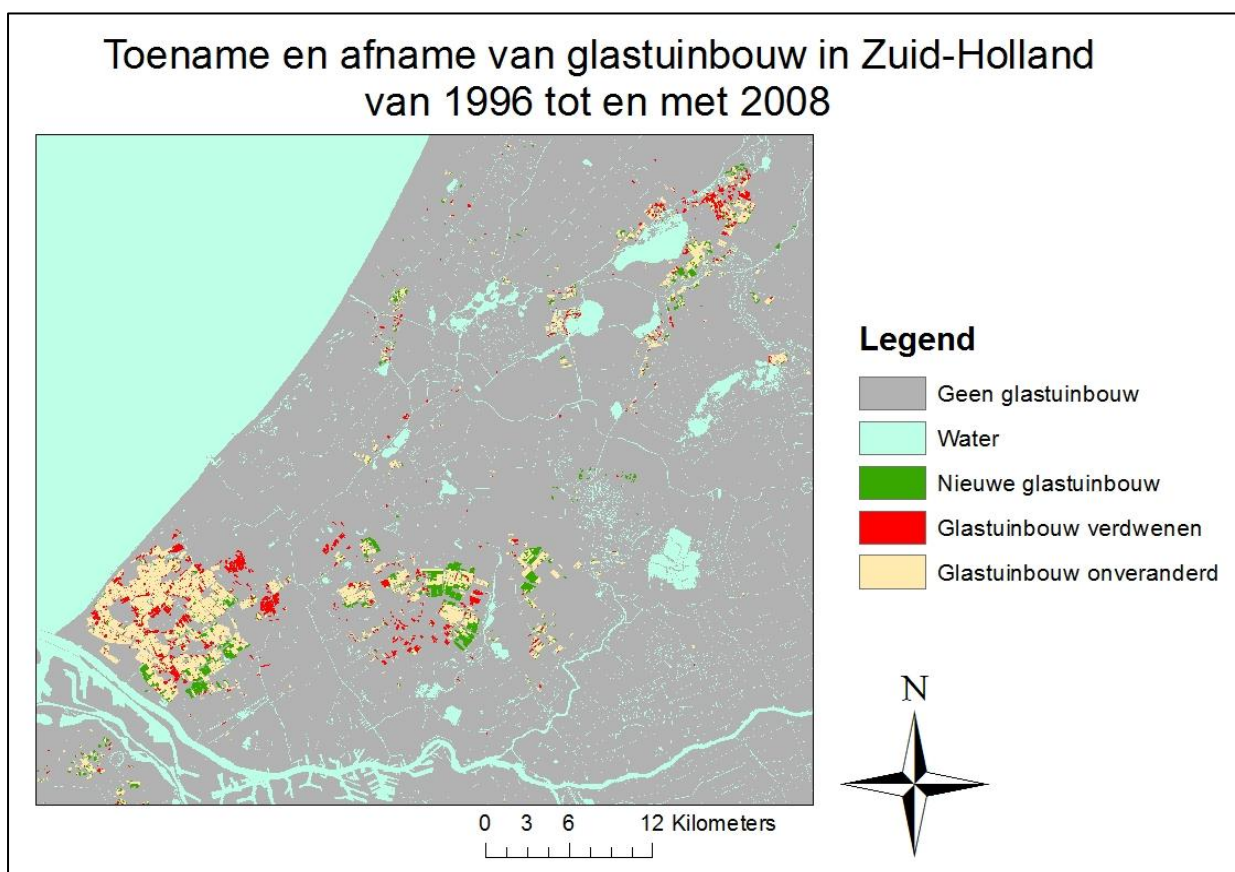 Toename en afname van glastuinbouw in Zuid-Holland
van 1996 tot en met 2008
Legend
Geen glastuinbouw
Water
Nieuwe glastuinbouw
Glastuinbouw verdwenen
Glastuinbouw onveranderd
N
0 3 6 12 Kilometers